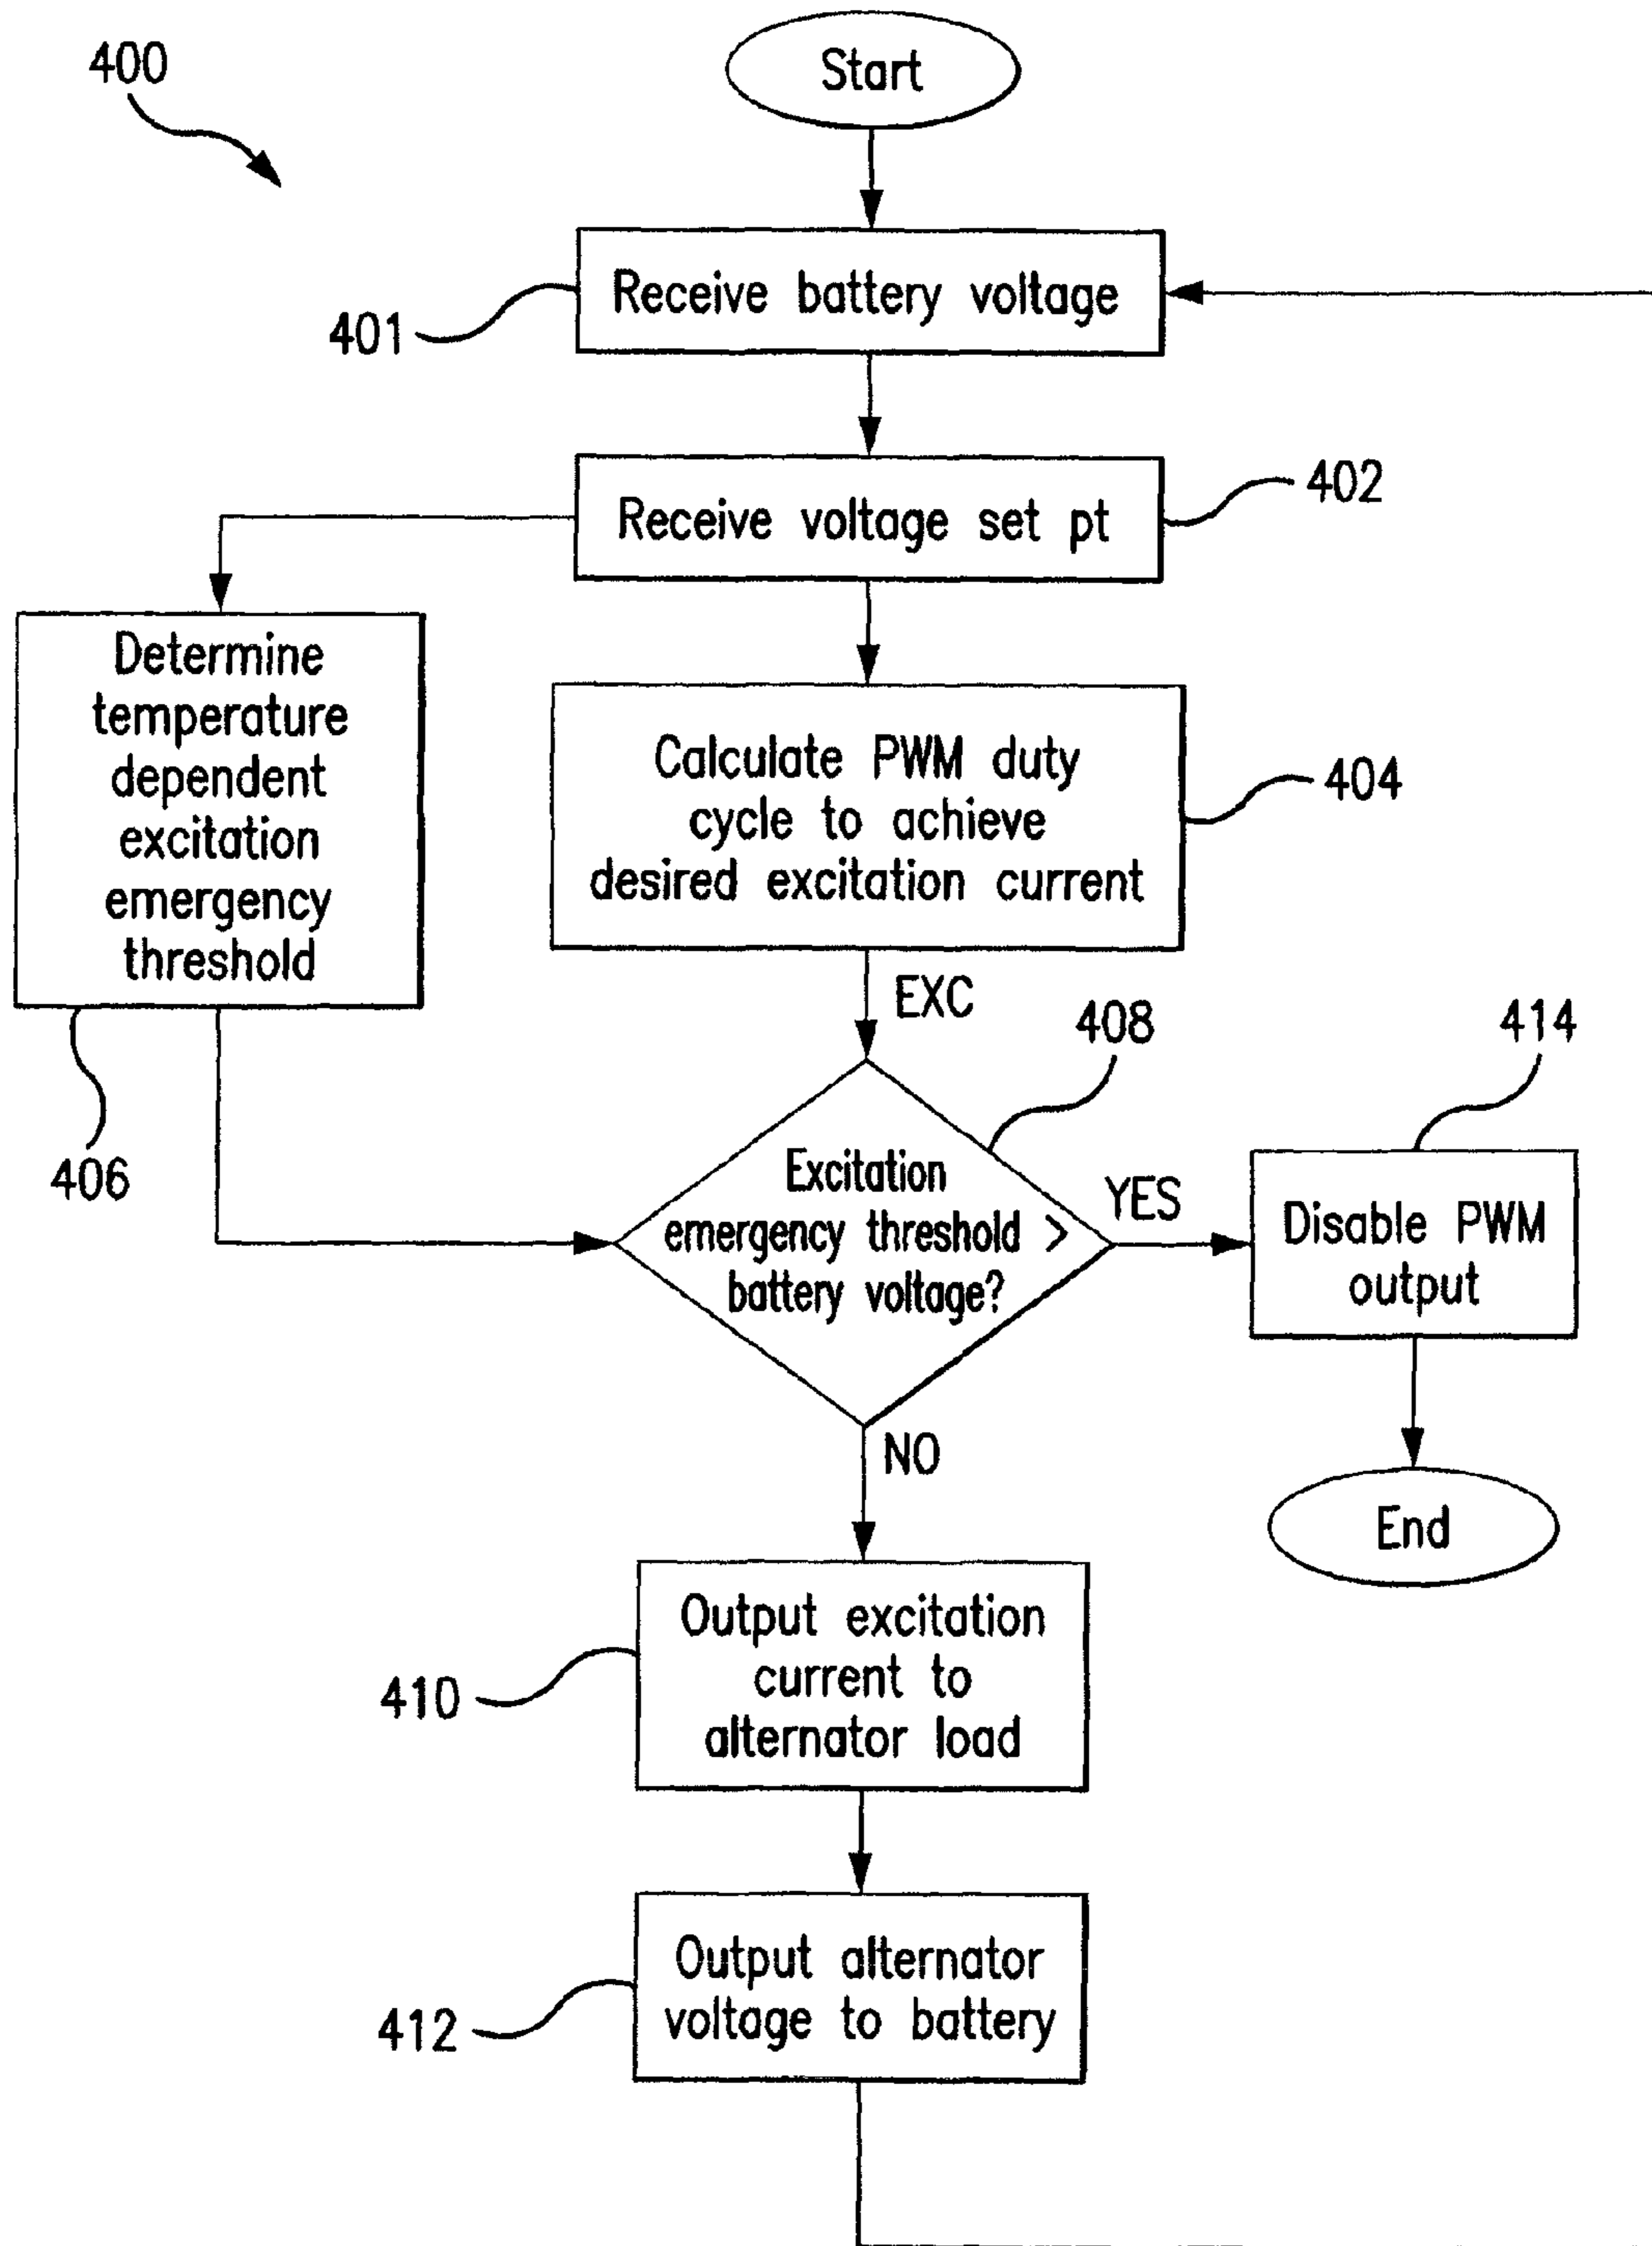 400
Start
Receive battery voltage
401
Receive voltage set pt
402
Determine
temperature
dependent
excitation
emergency
threshold
406
Calculate PWM duty
cycle to achieve
desired excitation current
404
EXC
408
Excitation
emergency threshold >
battery voltage?
YES
414
Disable PWM
output
End
NO
Output excitation
current to
alternator load
410
Output alternator
voltage to battery
412